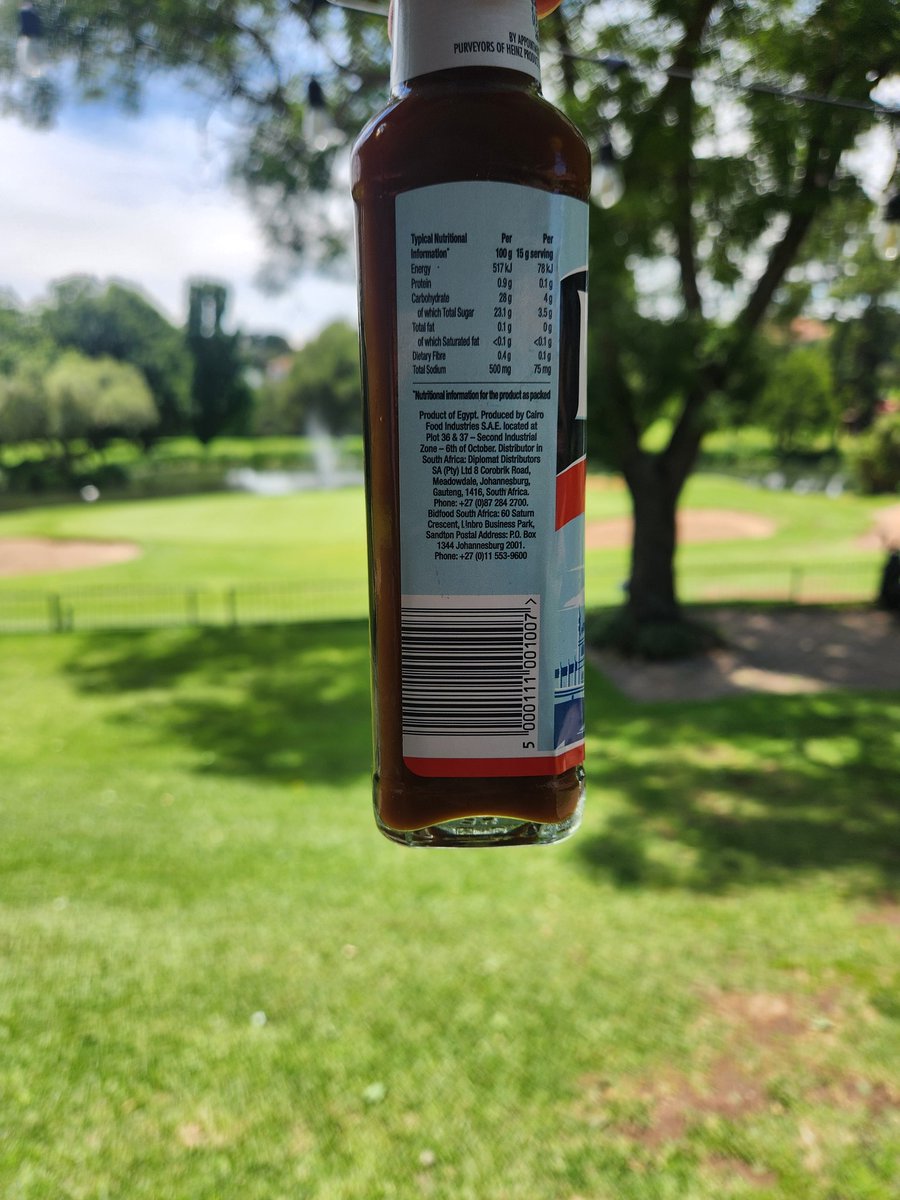 BY APPOINTMENT
PURVEYORS OF HEINZ PRODUCTS
Typical Nutritional Per Per
Information* 100 g 15 g serving
Energy 517 kJ 78 kJ
Protein 0.9 g 0.1 g
Carbohydrate 28 g 4 g
of which Total Sugar 23.1 g 3.5 g
Total fat 0.1 g 0 g
of which Saturated fat <0.1 g <0.1 g
Dietary Fibre 0.4 g 0.1 g
Total Sodium 500 mg 75 mg
*Nutritional information for the product as packed
Product of Egypt. Produced by Cairo
Food Industries S.A.E. located at
Plot 36 & 37 – Second Industrial
Zone – 6th of October. Distributor in
South Africa: Diplomat Distributors
SA (Pty) Ltd 8 Corobrik Road,
Meadowdale, Johannesburg,
Gauteng, 1416, South Africa.
Phone: +27 (0)87 284 2700.
Bidfood South Africa: 60 Saturn
Crescent, Linbro Business Park,
Sandton Postal Address: P.O. Box
1344 Johannesburg 2001.
Phone: +27 (0)11 553-9600
5 000111 001007 >